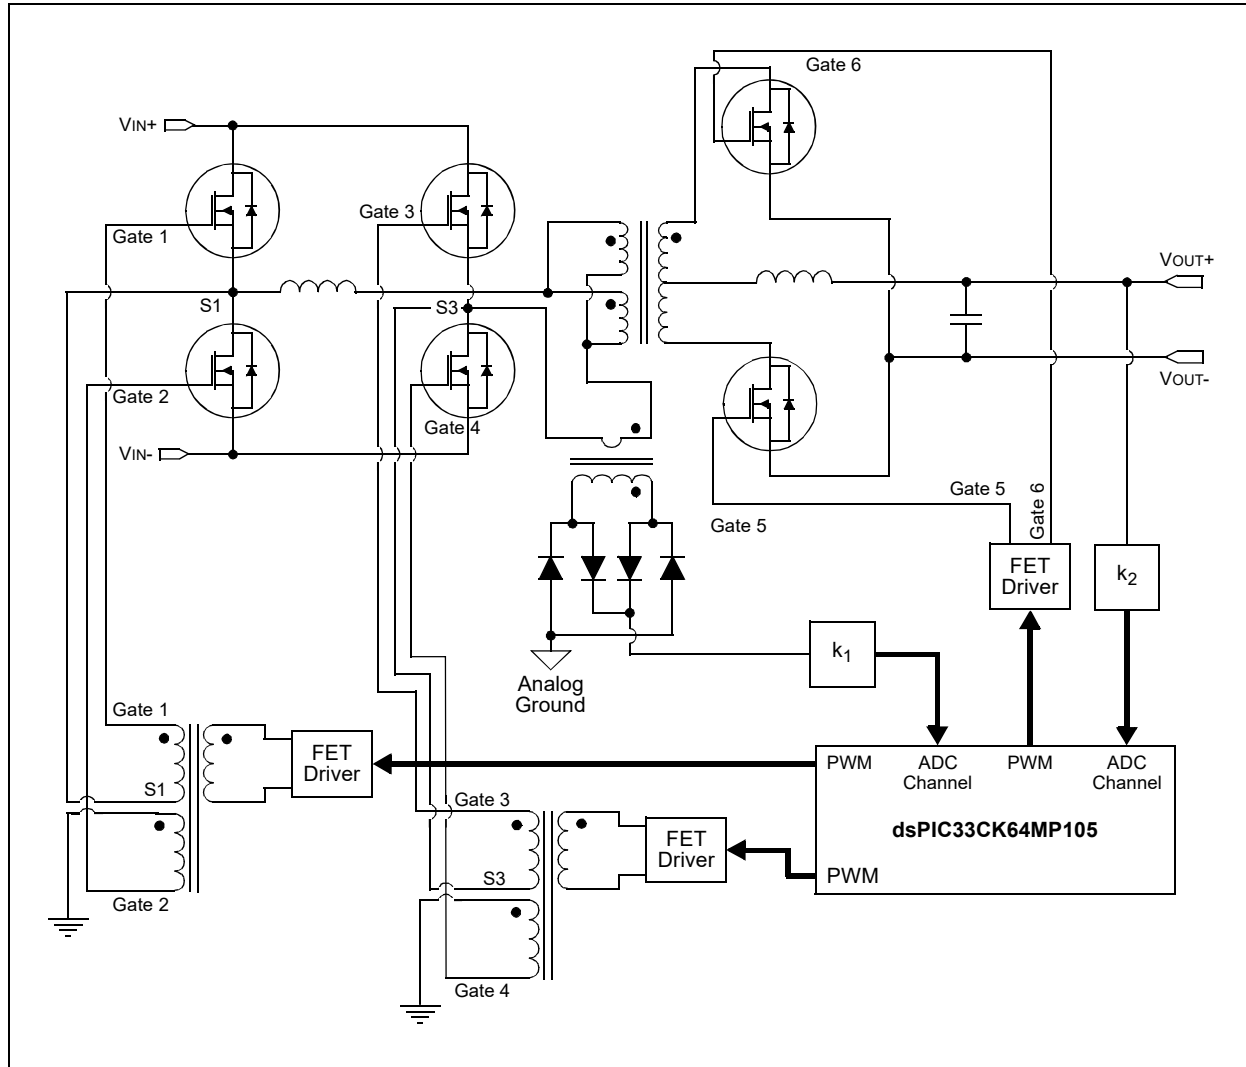 Gate 6
VIN+
Gate 3
Gate 1
VOUT+
S1
S3
VOUT-
Gate 2
Gate 4
VIN-
Gate 5
Gate 6
Gate 5
FET
Driver
k2
k1
Analog
Ground
Gate 1
FET
Driver
PWM
ADC
Channel
PWM
ADC
Channel
S1
Gate 3
dsPIC33CK64MP105
FET
Driver
S3
PWM
Gate 2
Gate 4